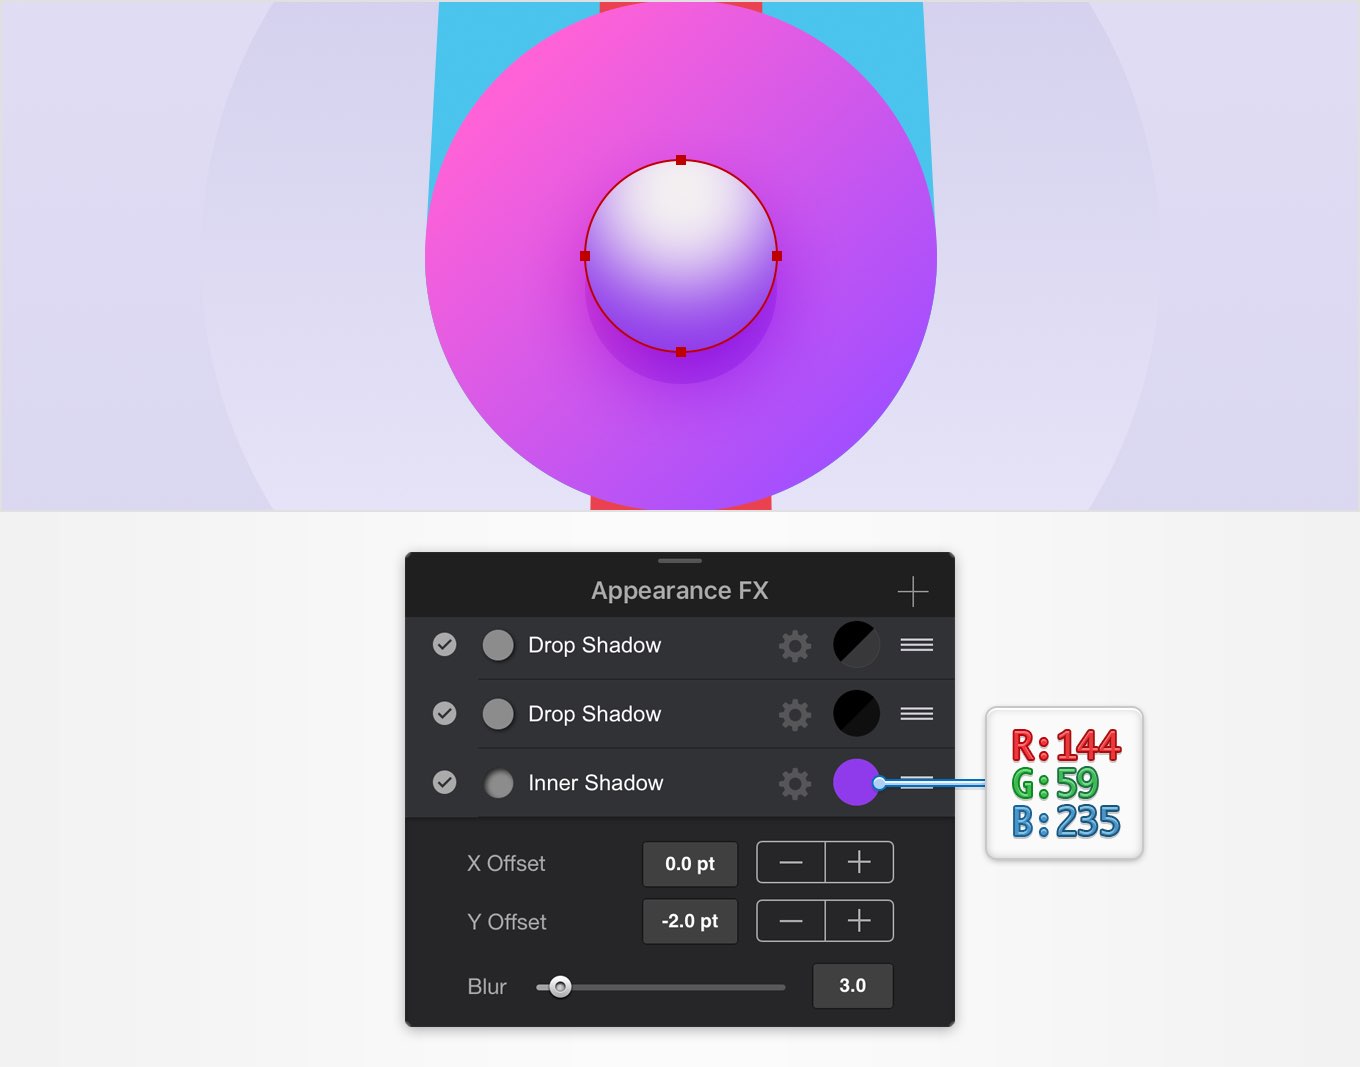 Appearance FX
Drop Shadow
Drop Shadow
Inner Shadow
R:144
G:59
B:235
X Offset 0.0 pt
Y Offset -2.0 pt
Blur 3.0